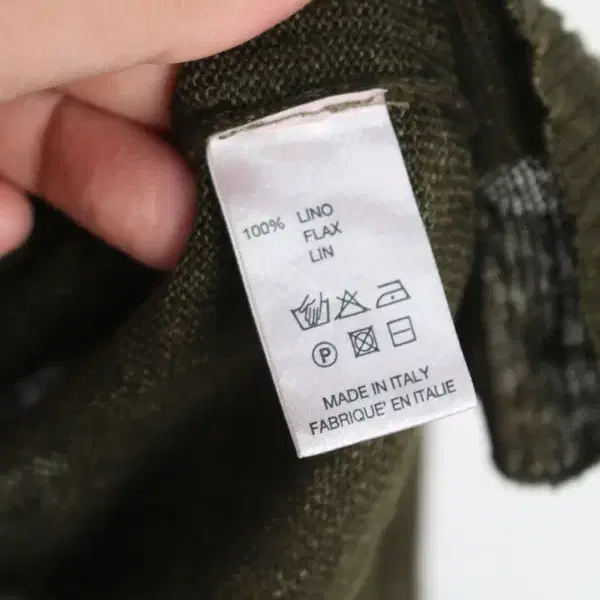 100% LINO
FLAX
LIN
P
MADE IN ITALY
FABRIQUE' EN ITALIE